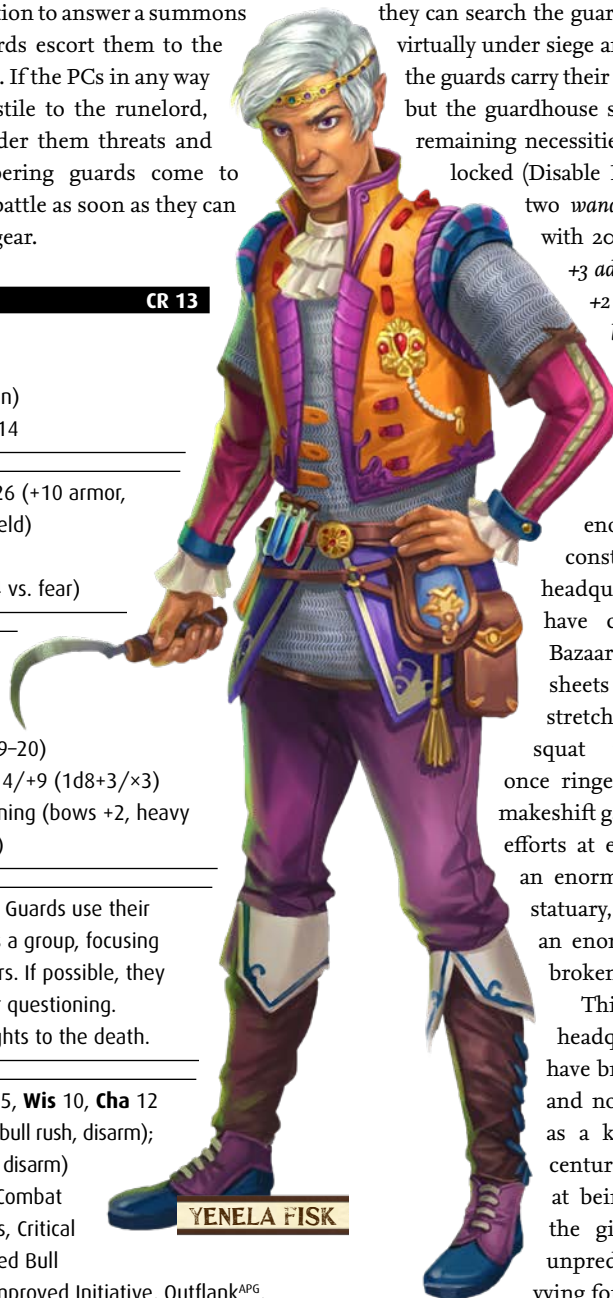 tion to answer a summons
rds escort them to the
. If the PCs in any way
stile to the runelord,
der them threats and
pering guards come to
battle as soon as they can
gear.
CR 13
n)
14
26 (+10 armor,
eld)
vs. fear)
9–20)
4/+9 (1d8+3/×3)
ning (bows +2, heavy
)
Guards use their
s a group, focusing
rs. If possible, they
r questioning.
ghts to the death.
5, Wis 10, Cha 12
bull rush, disarm);
disarm)
Combat
s, Critical
ed Bull
mproved Initiative, Outflankᴬᴾᴳ,
YENELA FISK
they can search the guar
virtually under siege a
the guards carry their
but the guardhouse s
remaining necessitie
locked (Disable
two wand
with 20
+3 ad
+2
enc
const
headqu
have c
Bazaar
sheets
stretch
squat
once ringe
makeshift g
efforts at e
an enorm
statuary,
an enor
broken
Thi
headq
have br
and no
as a k
centur
at bein
the gi
unpred
vying fo